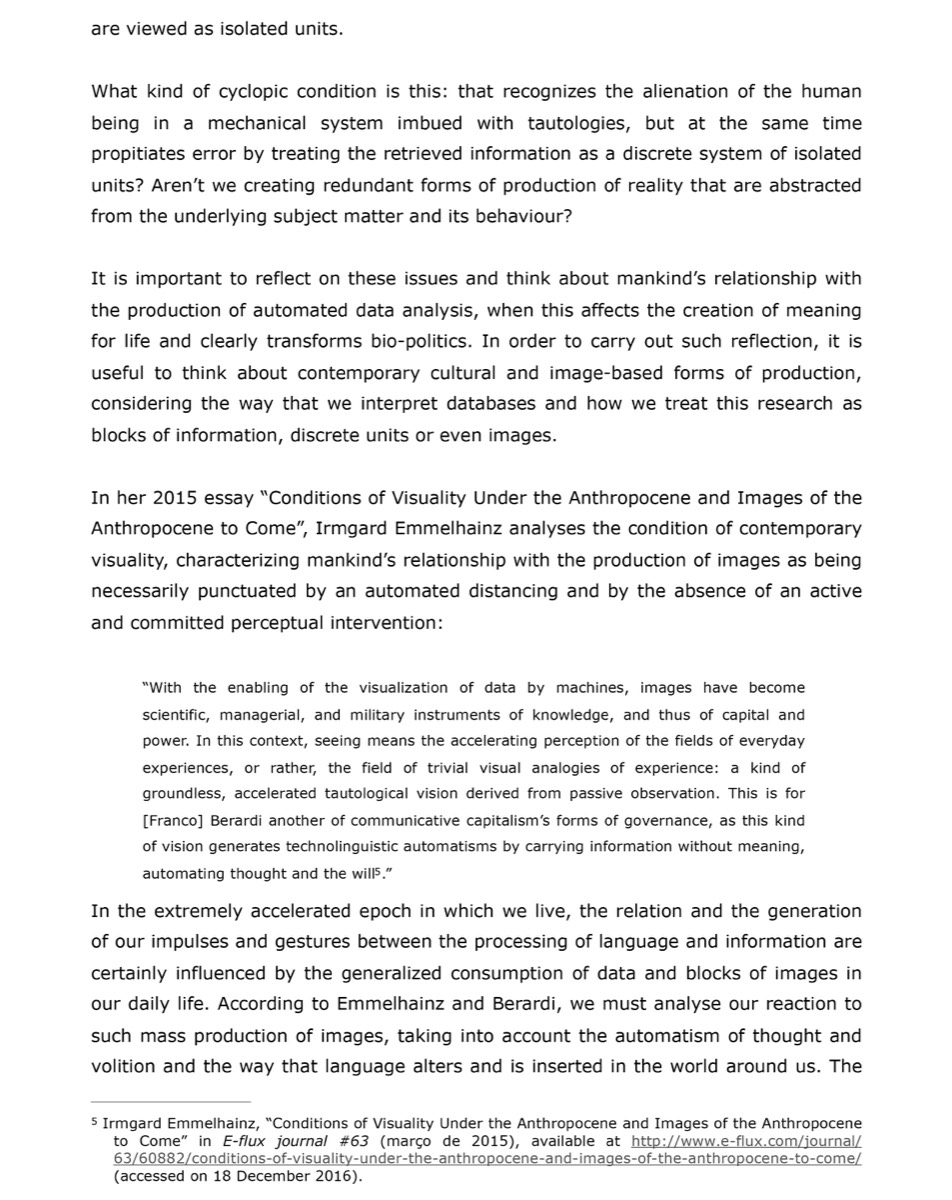 are viewed as isolated units.
What kind of cyclopic condition is this: that recognizes the alienation of the human
being in a mechanical system imbued with tautologies, but at the same time
propitiates error by treating the retrieved information as a discrete system of isolated
units? Aren’t we creating redundant forms of production of reality that are abstracted
from the underlying subject matter and its behaviour?
It is important to reflect on these issues and think about mankind’s relationship with
the production of automated data analysis, when this affects the creation of meaning
for life and clearly transforms bio-politics. In order to carry out such reflection, it is
useful to think about contemporary cultural and image-based forms of production,
considering the way that we interpret databases and how we treat this research as
blocks of information, discrete units or even images.
In her 2015 essay “Conditions of Visuality Under the Anthropocene and Images of the
Anthropocene to Come”, Irmgard Emmelhainz analyses the condition of contemporary
visuality, characterizing mankind’s relationship with the production of images as being
necessarily punctuated by an automated distancing and by the absence of an active
and committed perceptual intervention:
“With the enabling of the visualization of data by machines, images have become
scientific, managerial, and military instruments of knowledge, and thus of capital and
power. In this context, seeing means the accelerating perception of the fields of everyday
experiences, or rather, the field of trivial visual analogies of experience: a kind of
groundless, accelerated tautological vision derived from passive observation. This is for
[Franco] Berardi another of communicative capitalism’s forms of governance, as this kind
of vision generates technolinguistic automatisms by carrying information without meaning,
automating thought and the will⁵.”
In the extremely accelerated epoch in which we live, the relation and the generation
of our impulses and gestures between the processing of language and information are
certainly influenced by the generalized consumption of data and blocks of images in
our daily life. According to Emmelhainz and Berardi, we must analyse our reaction to
such mass production of images, taking into account the automatism of thought and
volition and the way that language alters and is inserted in the world around us. The
⁵ Irmgard Emmelhainz, “Conditions of Visuality Under the Anthropocene and Images of the Anthropocene
to Come” in E-flux journal #63 (março de 2015), available at http://www.e-flux.com/journal/
63/60882/conditions-of-visuality-under-the-anthropocene-and-images-of-the-anthropocene-to-come/
(accessed on 18 December 2016).